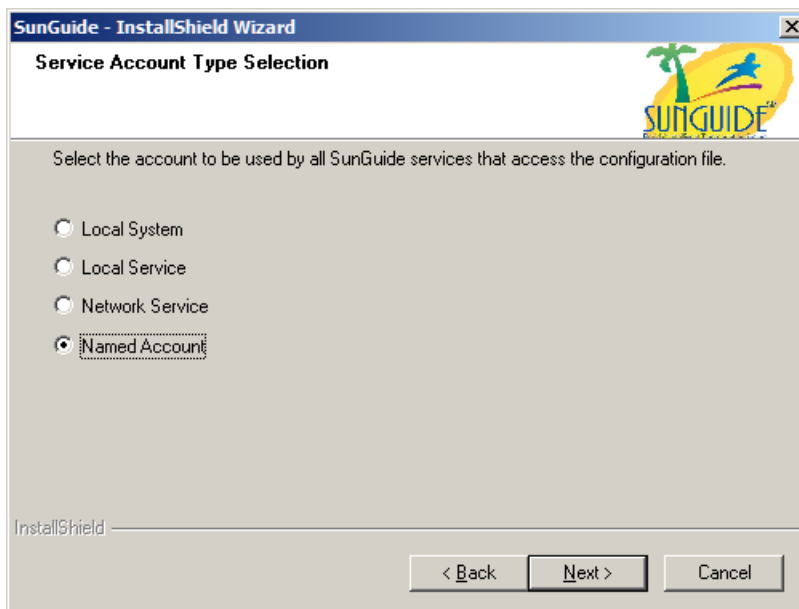 SunGuide - InstallShield Wizard
Service Account Type Selection
SUNGUIDE
Select the account to be used by all SunGuide services that access the configuration file.
Local System
Local Service
Network Service
Named Account
InstallShield
< Back
Next >
Cancel